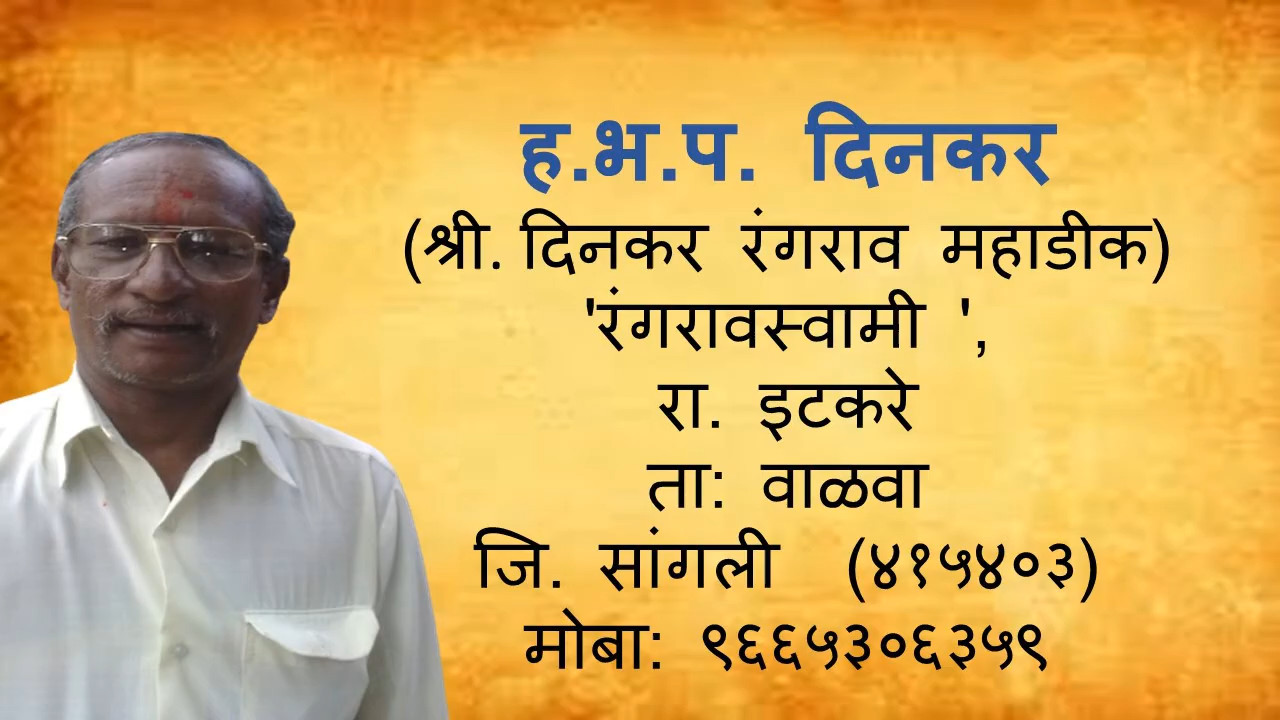 ह.भ.प. दिनकर
(श्री. दिनकर रंगराव महाडीक)
'रंगरावस्वामी ',
रा. इटकरे
ता: वाळवा
जि. सांगली (४१५४०३)
मोबा: ९६६५३०६३५९